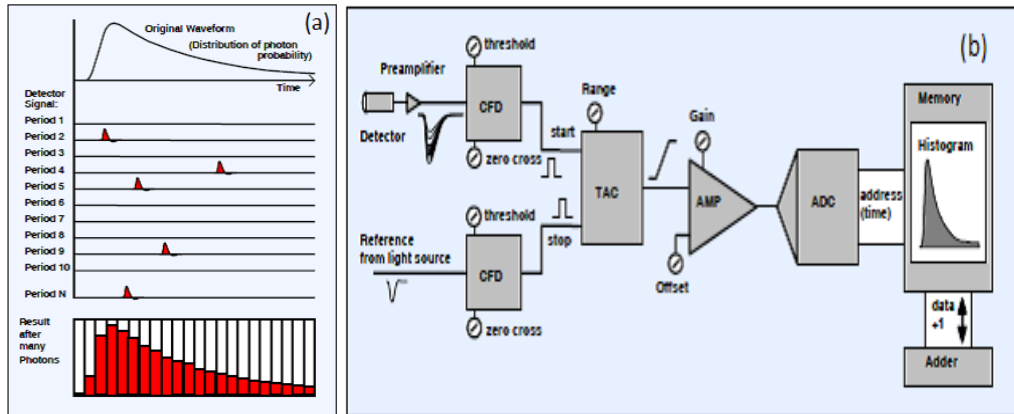 (a)
Original Waveform
(Distribution of photon
probability)
Time
Detector
Signal:
Period 1
Period 2
Period 3
Period 4
Period 5
Period 6
Period 7
Period 8
Period 9
Period 10
Period N
Result
after
many
Photons
(b)
threshold
Preamplifier
CFD
Detector
zero cross
start
Range
TAC
threshold
stop
Reference
from light source
CFD
zero cross
Gain
AMP
Offset
ADC
address
(time)
Memory
Histogram
data
+1
Adder